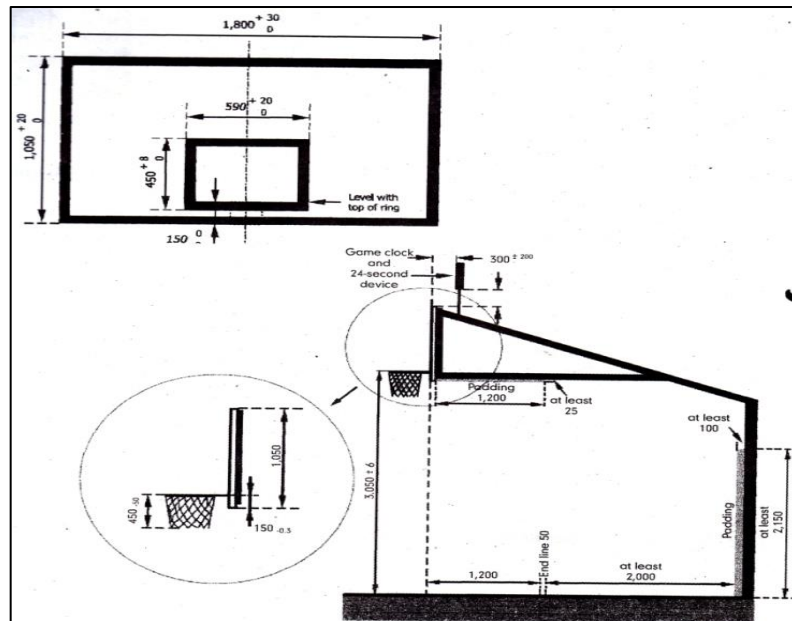 1,800 + 30 0
590 + 20 0
1,050 + 20 0
450 + 8 0
Level with
top of ring
150
Game clock
and
24-second
device
300 ± 200
Padding
1,200
at least
25
at least
100
1,050
450
150
3,050 ± 6
Padding
at least
2,150
1,200
End line 50
at least
2,000